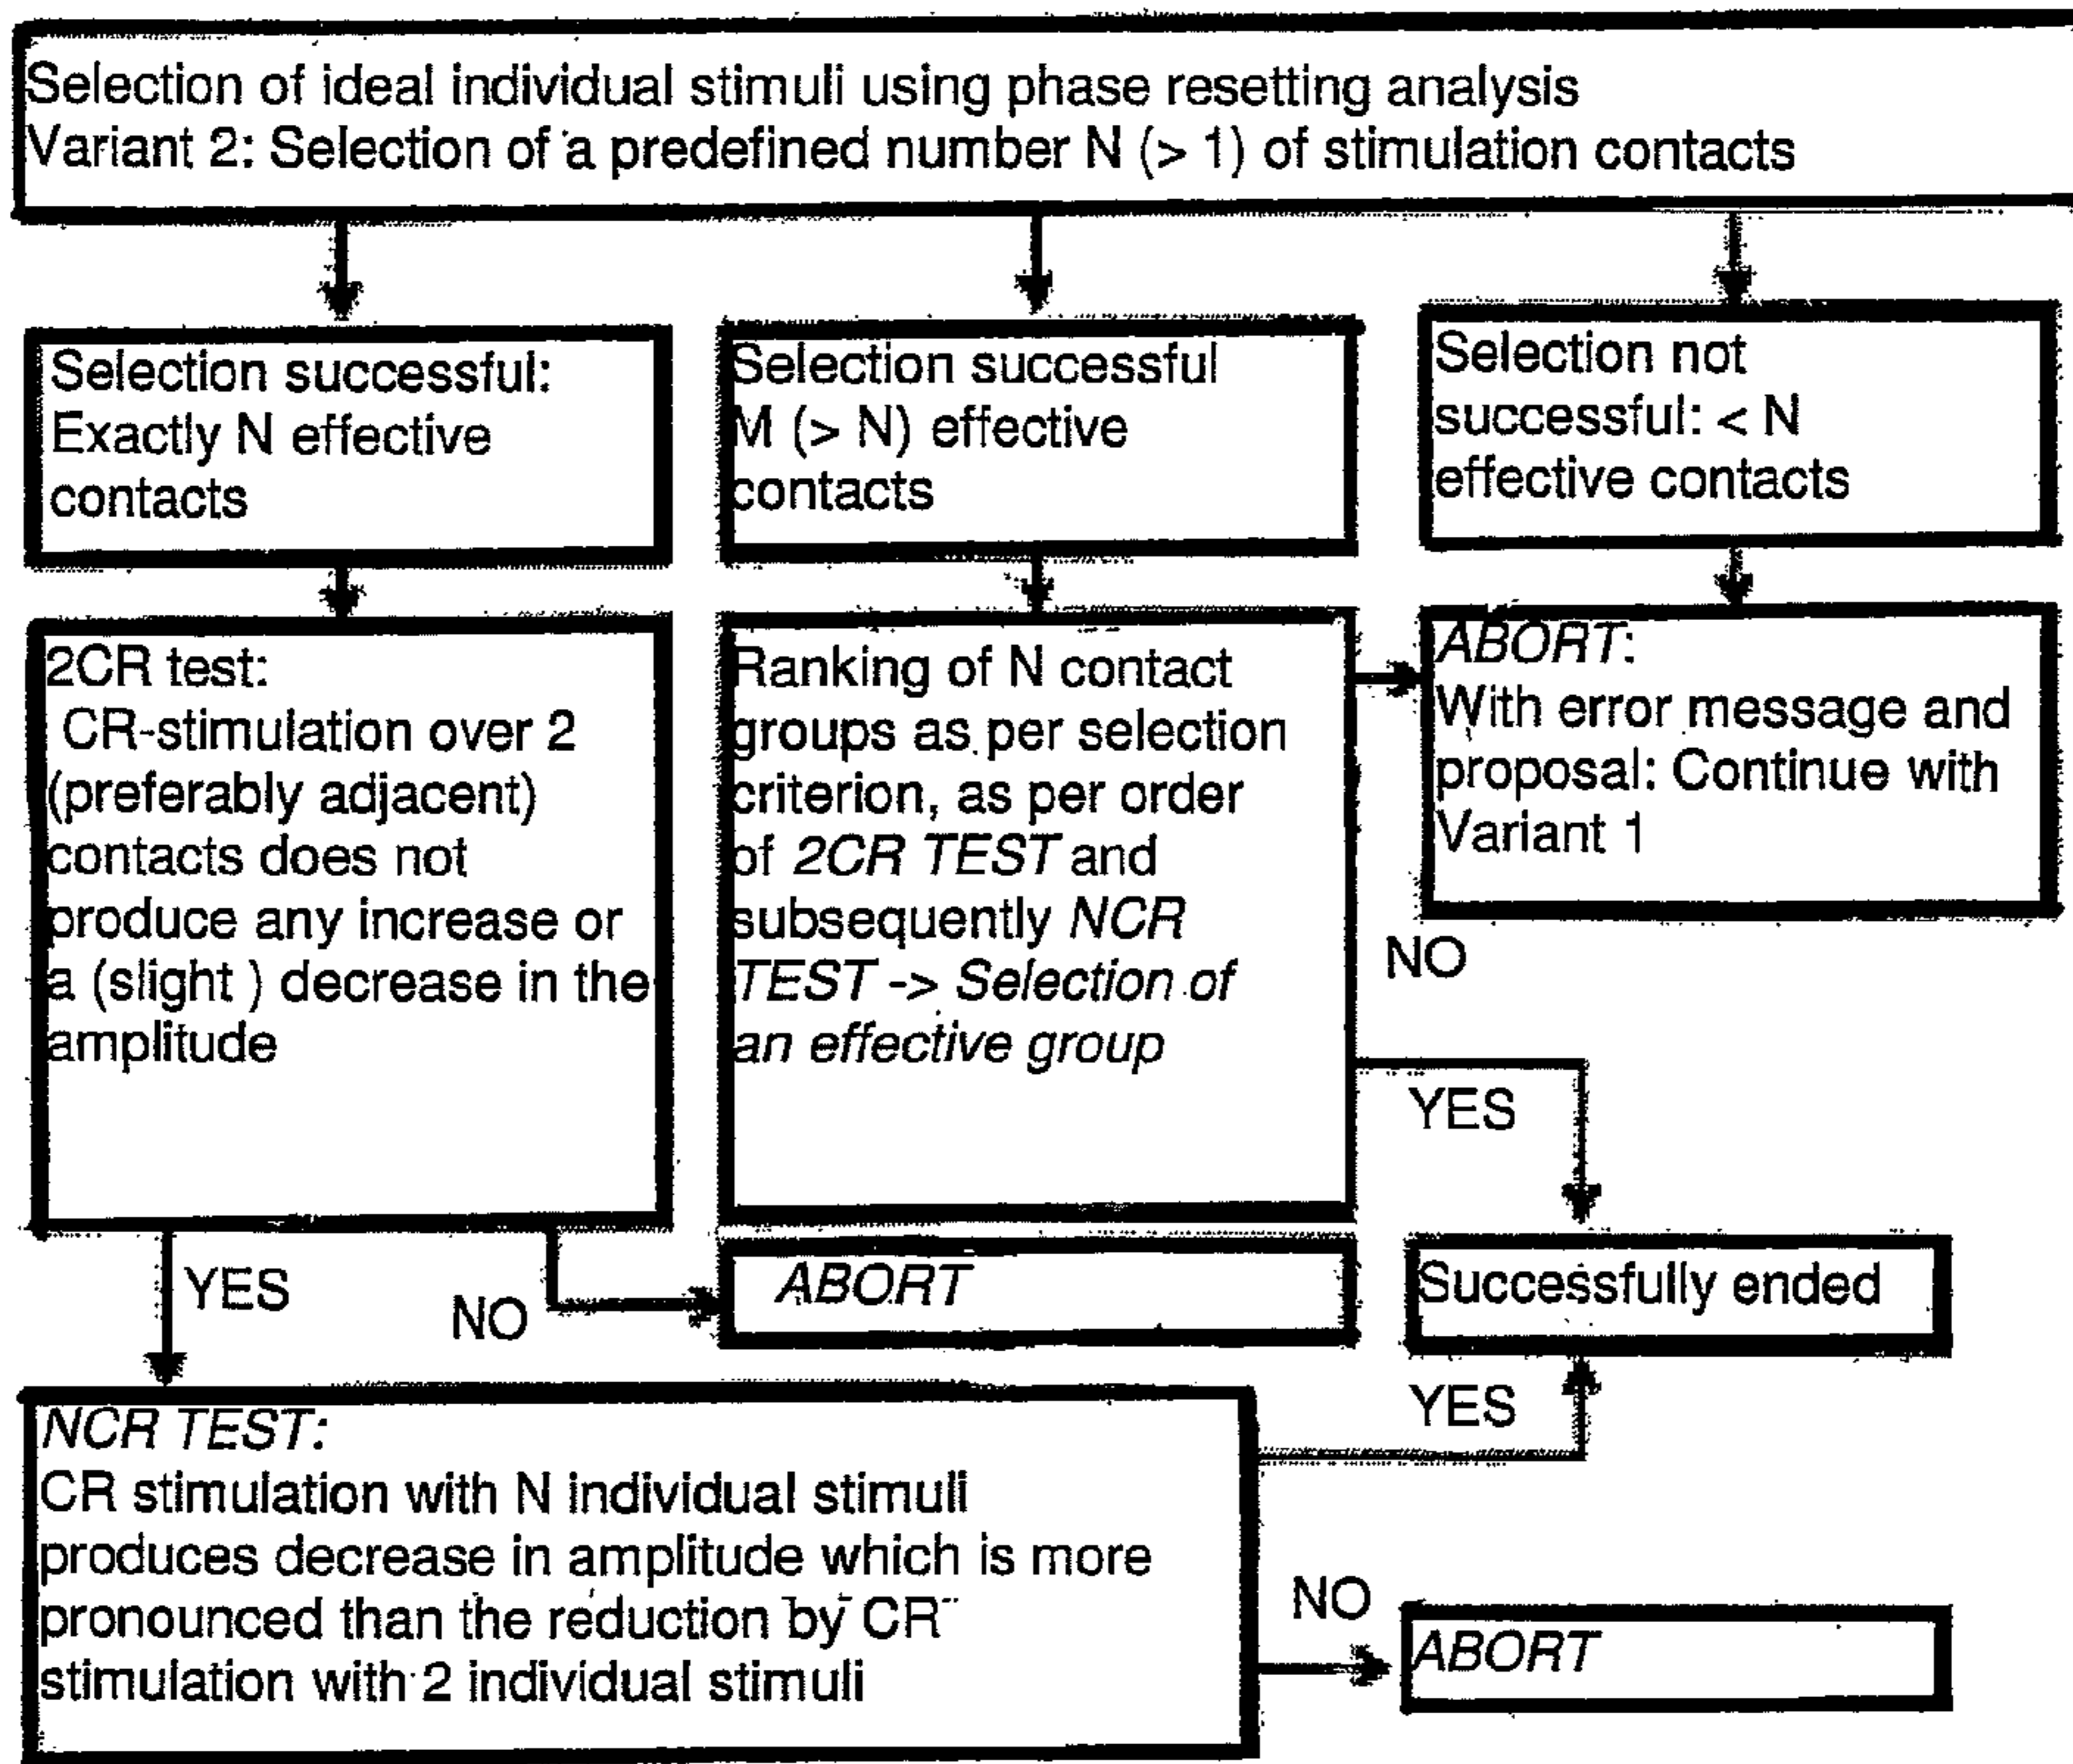 Selection of ideal individual stimuli using phase resetting analysis
Variant 2: Selection of a predefined number N (> 1) of stimulation contacts
Selection successful:
Exactly N effective
contacts
Selection successful
M (> N) effective
contacts
Selection not
successful: < N
effective contacts
2CR test:
CR-stimulation over 2
(preferably adjacent)
contacts does not
produce any increase or
a (slight ) decrease in the
amplitude
Ranking of N contact
groups as per selection
criterion, as per order
of 2CR TEST and
subsequently NCR
TEST -> Selection of
an effective group
ABORT:
With error message and
proposal: Continue with
Variant 1
NO
YES
YES
NO
ABORT
Successfully ended
YES
NCR TEST:
CR stimulation with N individual stimuli
produces decrease in amplitude which is more
pronounced than the reduction by CR
stimulation with 2 individual stimuli
NO
ABORT